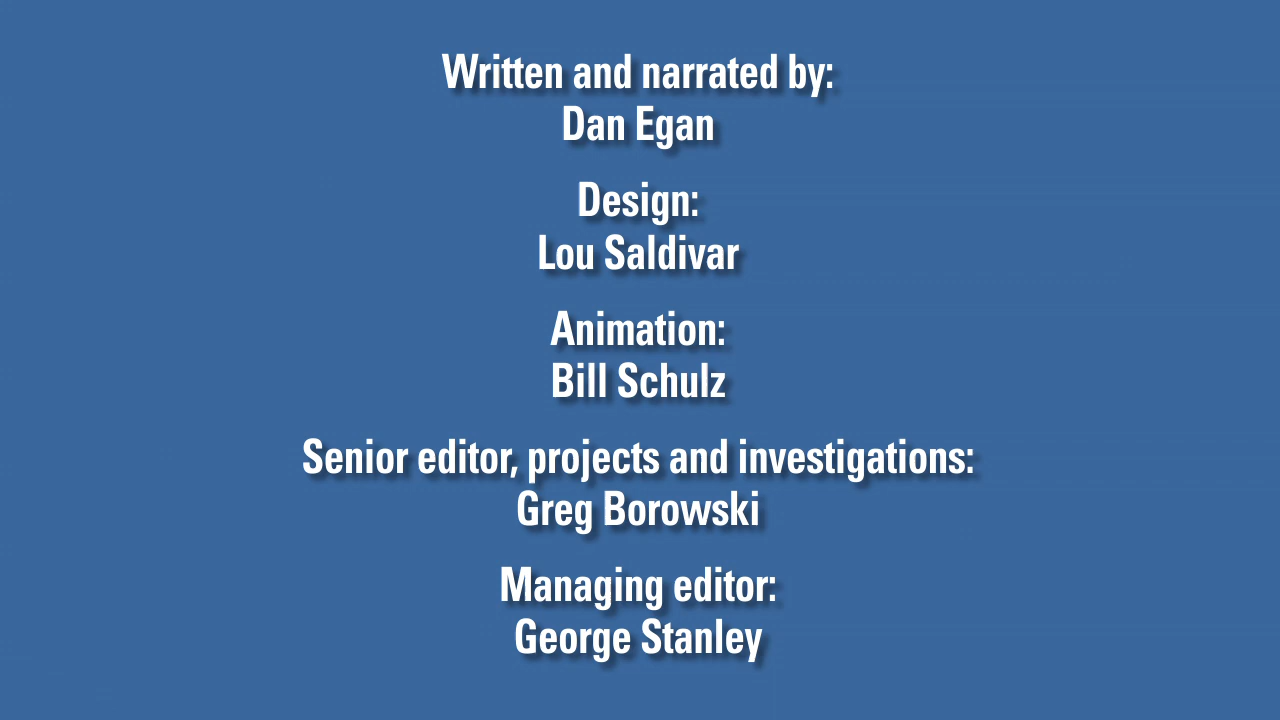 Written and narrated by:
Dan Egan
Design:
Lou Saldivar
Animation:
Bill Schulz
Senior editor, projects and investigations:
Greg Borowski
Managing editor:
George Stanley